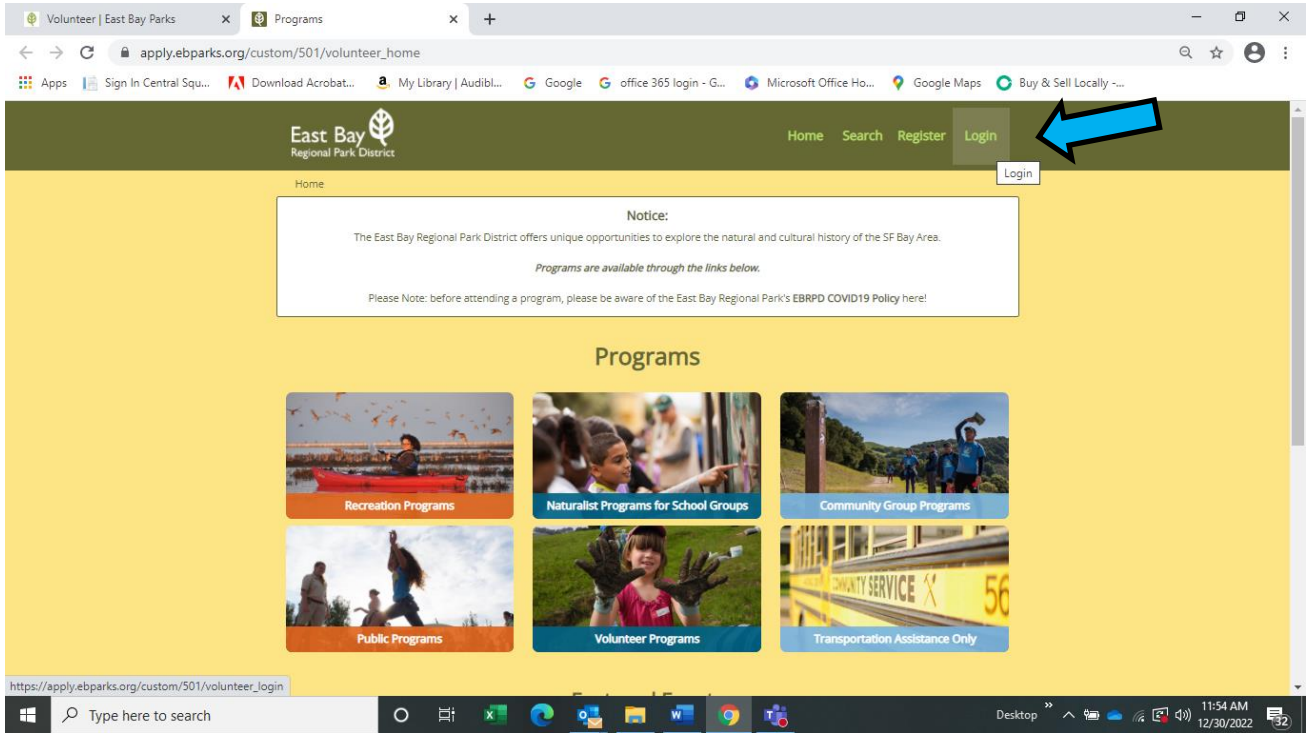 Volunteer | East Bay Parks
Programs
apply.ebparks.org/custom/501/volunteer_home
Apps
Sign In Central Squ...
Download Acrobat...
My Library | Audibl...
Google
office 365 login - G...
Microsoft Office Ho...
Google Maps
Buy & Sell Locally -...
East Bay
Regional Park District
Home Search Register Login
Login
Home
Notice:
The East Bay Regional Park District offers unique opportunities to explore the natural and cultural history of the SF Bay Area.
Programs are available through the links below.
Please Note: before attending a program, please be aware of the East Bay Regional Park's EBRPD COVID19 Policy here!
Programs
Recreation Programs
Naturalist Programs for School Groups
Community Group Programs
COMMUNITY SERVICE
56
Public Programs
Volunteer Programs
Transportation Assistance Only
https://apply.ebparks.org/custom/501/volunteer_login
Type here to search
Desktop
11:54 AM
12/30/2022
32